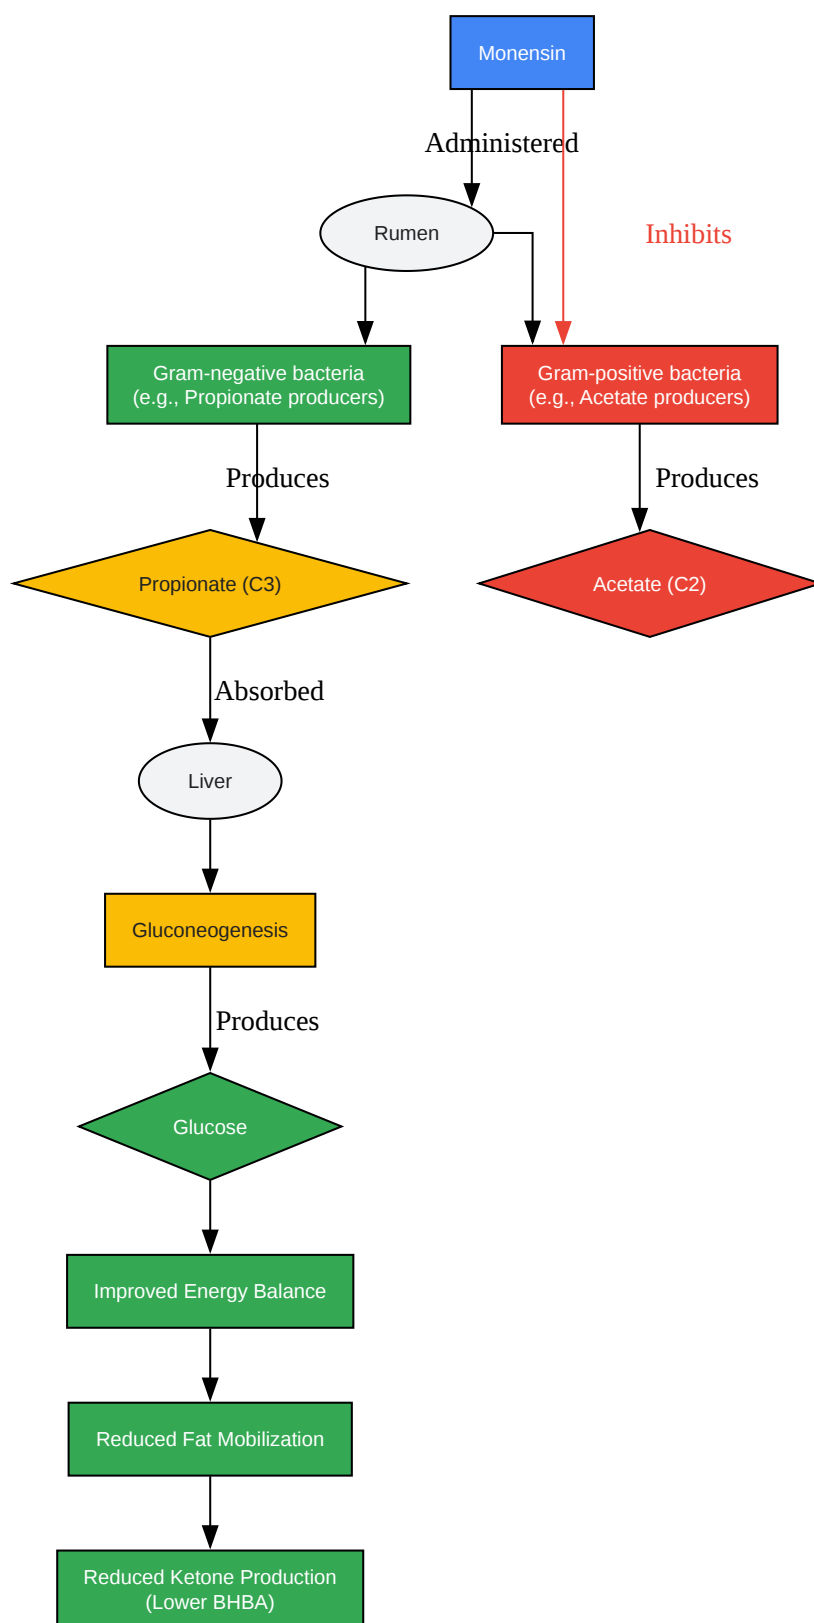 Monensin
Administered
Rumen
Inhibits
Gram-negative bacteria
(e.g., Propionate producers)
Gram-positive bacteria
(e.g., Acetate producers)
Produces
Produces
Propionate (C3)
Acetate (C2)
Absorbed
Liver
Gluconeogenesis
Produces
Glucose
Improved Energy Balance
Reduced Fat Mobilization
Reduced Ketone Production
(Lower BHBA)